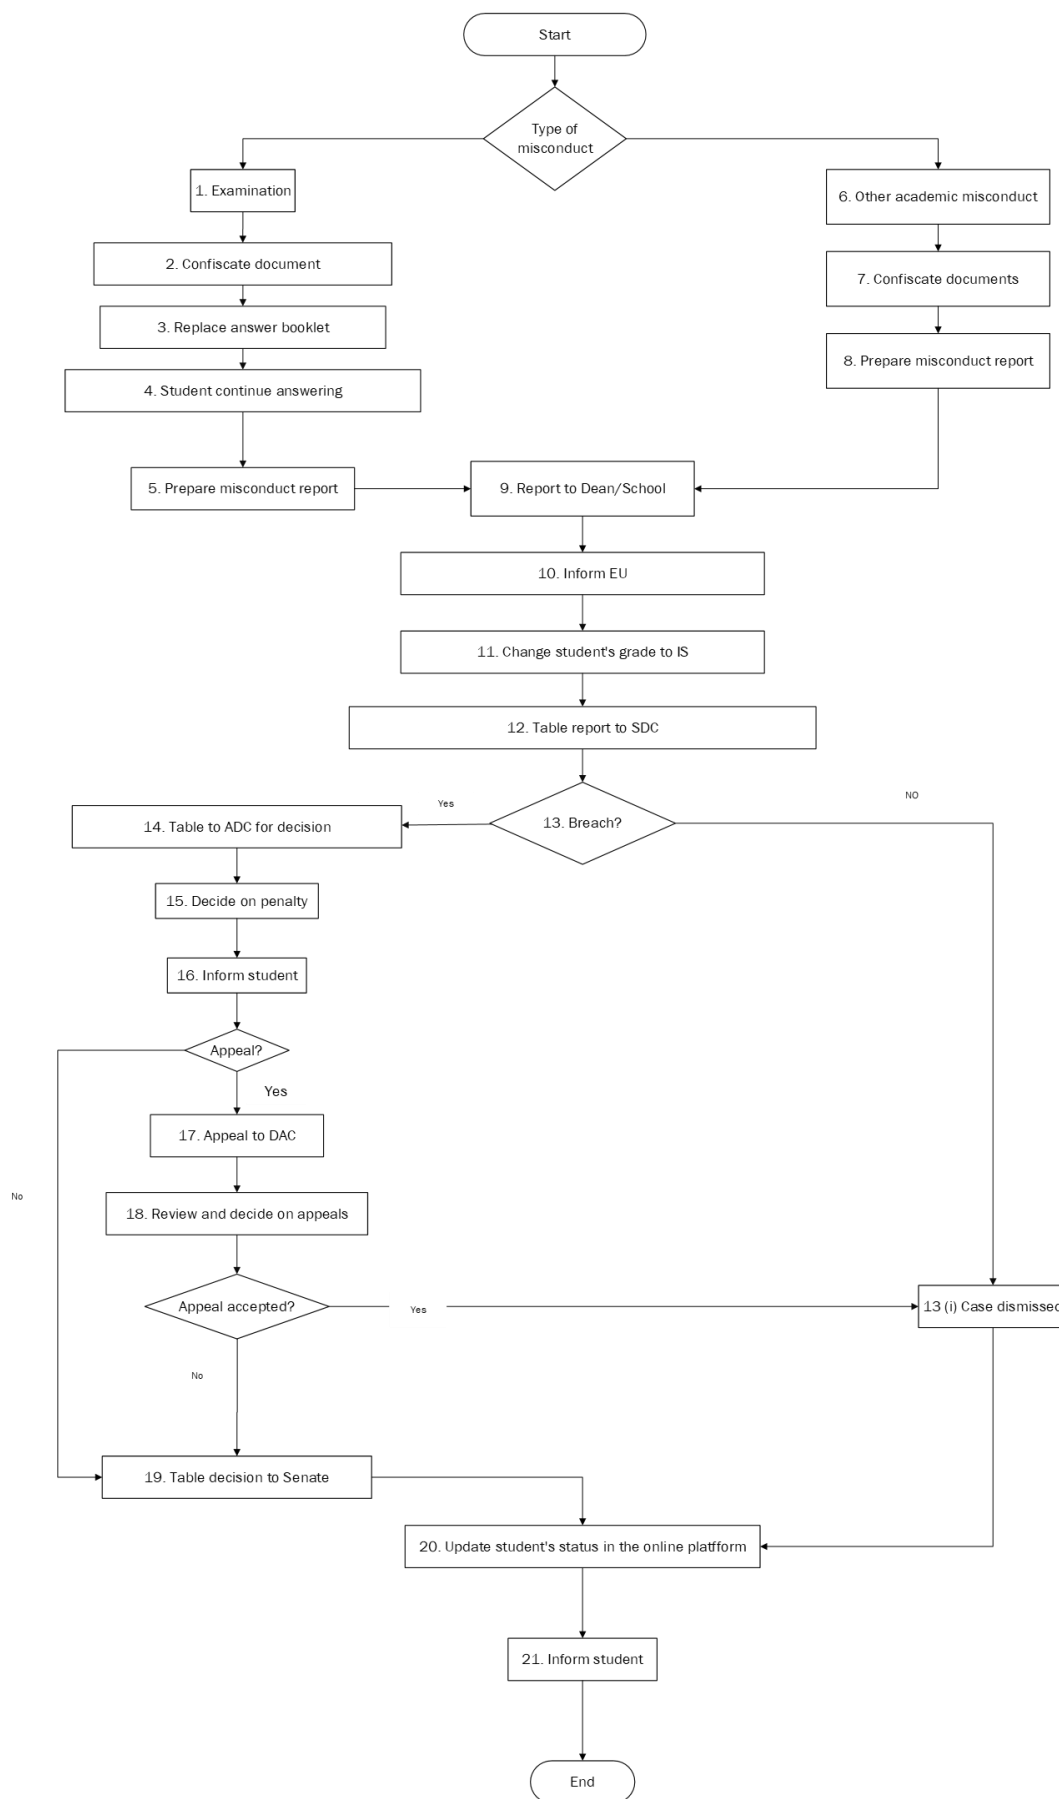 Start
Type of
misconduct
1. Examination
6. Other academic misconduct
2. Confiscate document
7. Confiscate documents
3. Replace answer booklet
8. Prepare misconduct report
4. Student continue answering
5. Prepare misconduct report
9. Report to Dean/School
10. Inform EU
11. Change student's grade to IS
12. Table report to SDC
13. Breach?
Yes
NO
14. Table to ADC for decision
15. Decide on penalty
16. Inform student
Appeal?
Yes
No
17. Appeal to DAC
18. Review and decide on appeals
Appeal accepted?
Yes
13 (i) Case dismissed
No
19. Table decision to Senate
20. Update student's status in the online platfform
21. Inform student
End